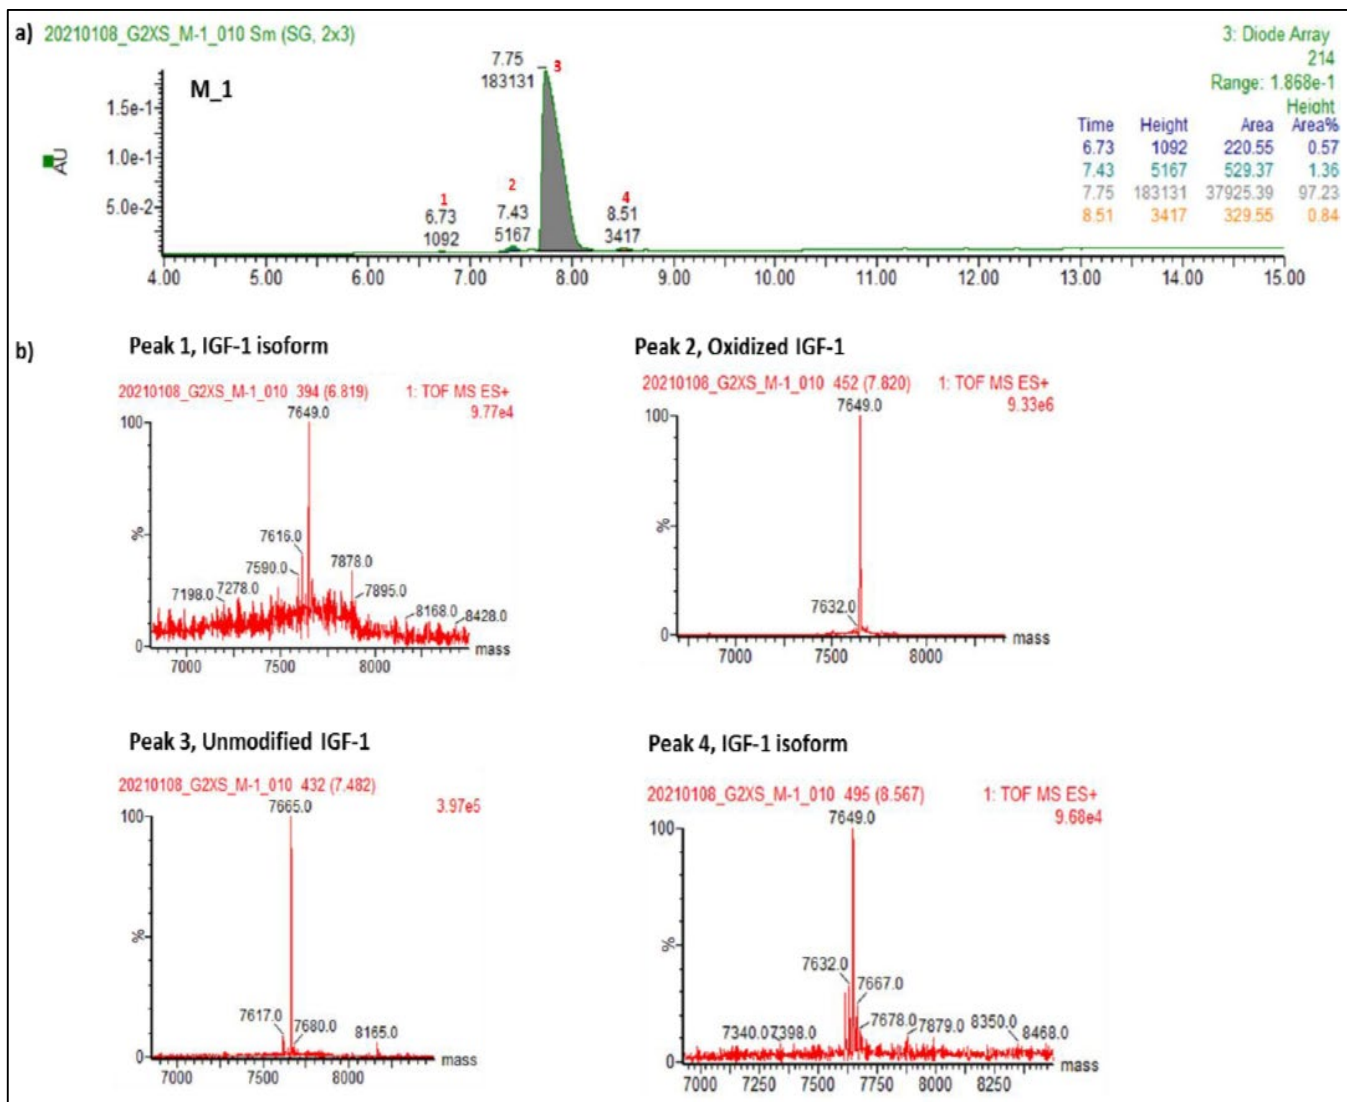 a) 20210108_G2XS_M-1_010 Sm (SG, 2x3)
3: Diode Array
214
Range: 1.868e-1
Height
M_1
7.75
183131
3
AU
1.5e-1
1.0e-1
5.0e-2
1
6.73
1092
2
7.43
5167
4
8.51
3417
Time Height Area Area%
6.73 1092 220.55 0.57
7.43 5167 529.37 1.36
7.75 183131 37925.39 97.23
8.51 3417 329.55 0.84
4.00 5.00 6.00 7.00 8.00 9.00 10.00 11.00 12.00 13.00 14.00 15.00
b)
Peak 1, IGF-1 isoform
20210108_G2XS_M-1_010 394 (6.819) 1: TOF MS ES+
9.77e4
7649.0
100
%
0
7616.0
7590.0
7198.0
7278.0
7878.0
7895.0
8168.0
8428.0
mass
7000 7500 8000
Peak 2, Oxidized IGF-1
20210108_G2XS_M-1_010 452 (7.820) 1: TOF MS ES+
9.33e6
7649.0
100
%
0
7632.0
mass
7000 7500 8000
Peak 3, Unmodified IGF-1
20210108_G2XS_M-1_010 432 (7.482)
3.97e5
7665.0
100
%
0
7617.0
7680.0
8165.0
mass
7000 7500 8000
Peak 4, IGF-1 isoform
20210108_G2XS_M-1_010 495 (8.567) 1: TOF MS ES+
9.68e4
7649.0
100
%
0
7632.0
7667.0
7678.0
7340.0
7398.0
7879.0
8350.0
8468.0
mass
7000 7250 7500 7750 8000 8250